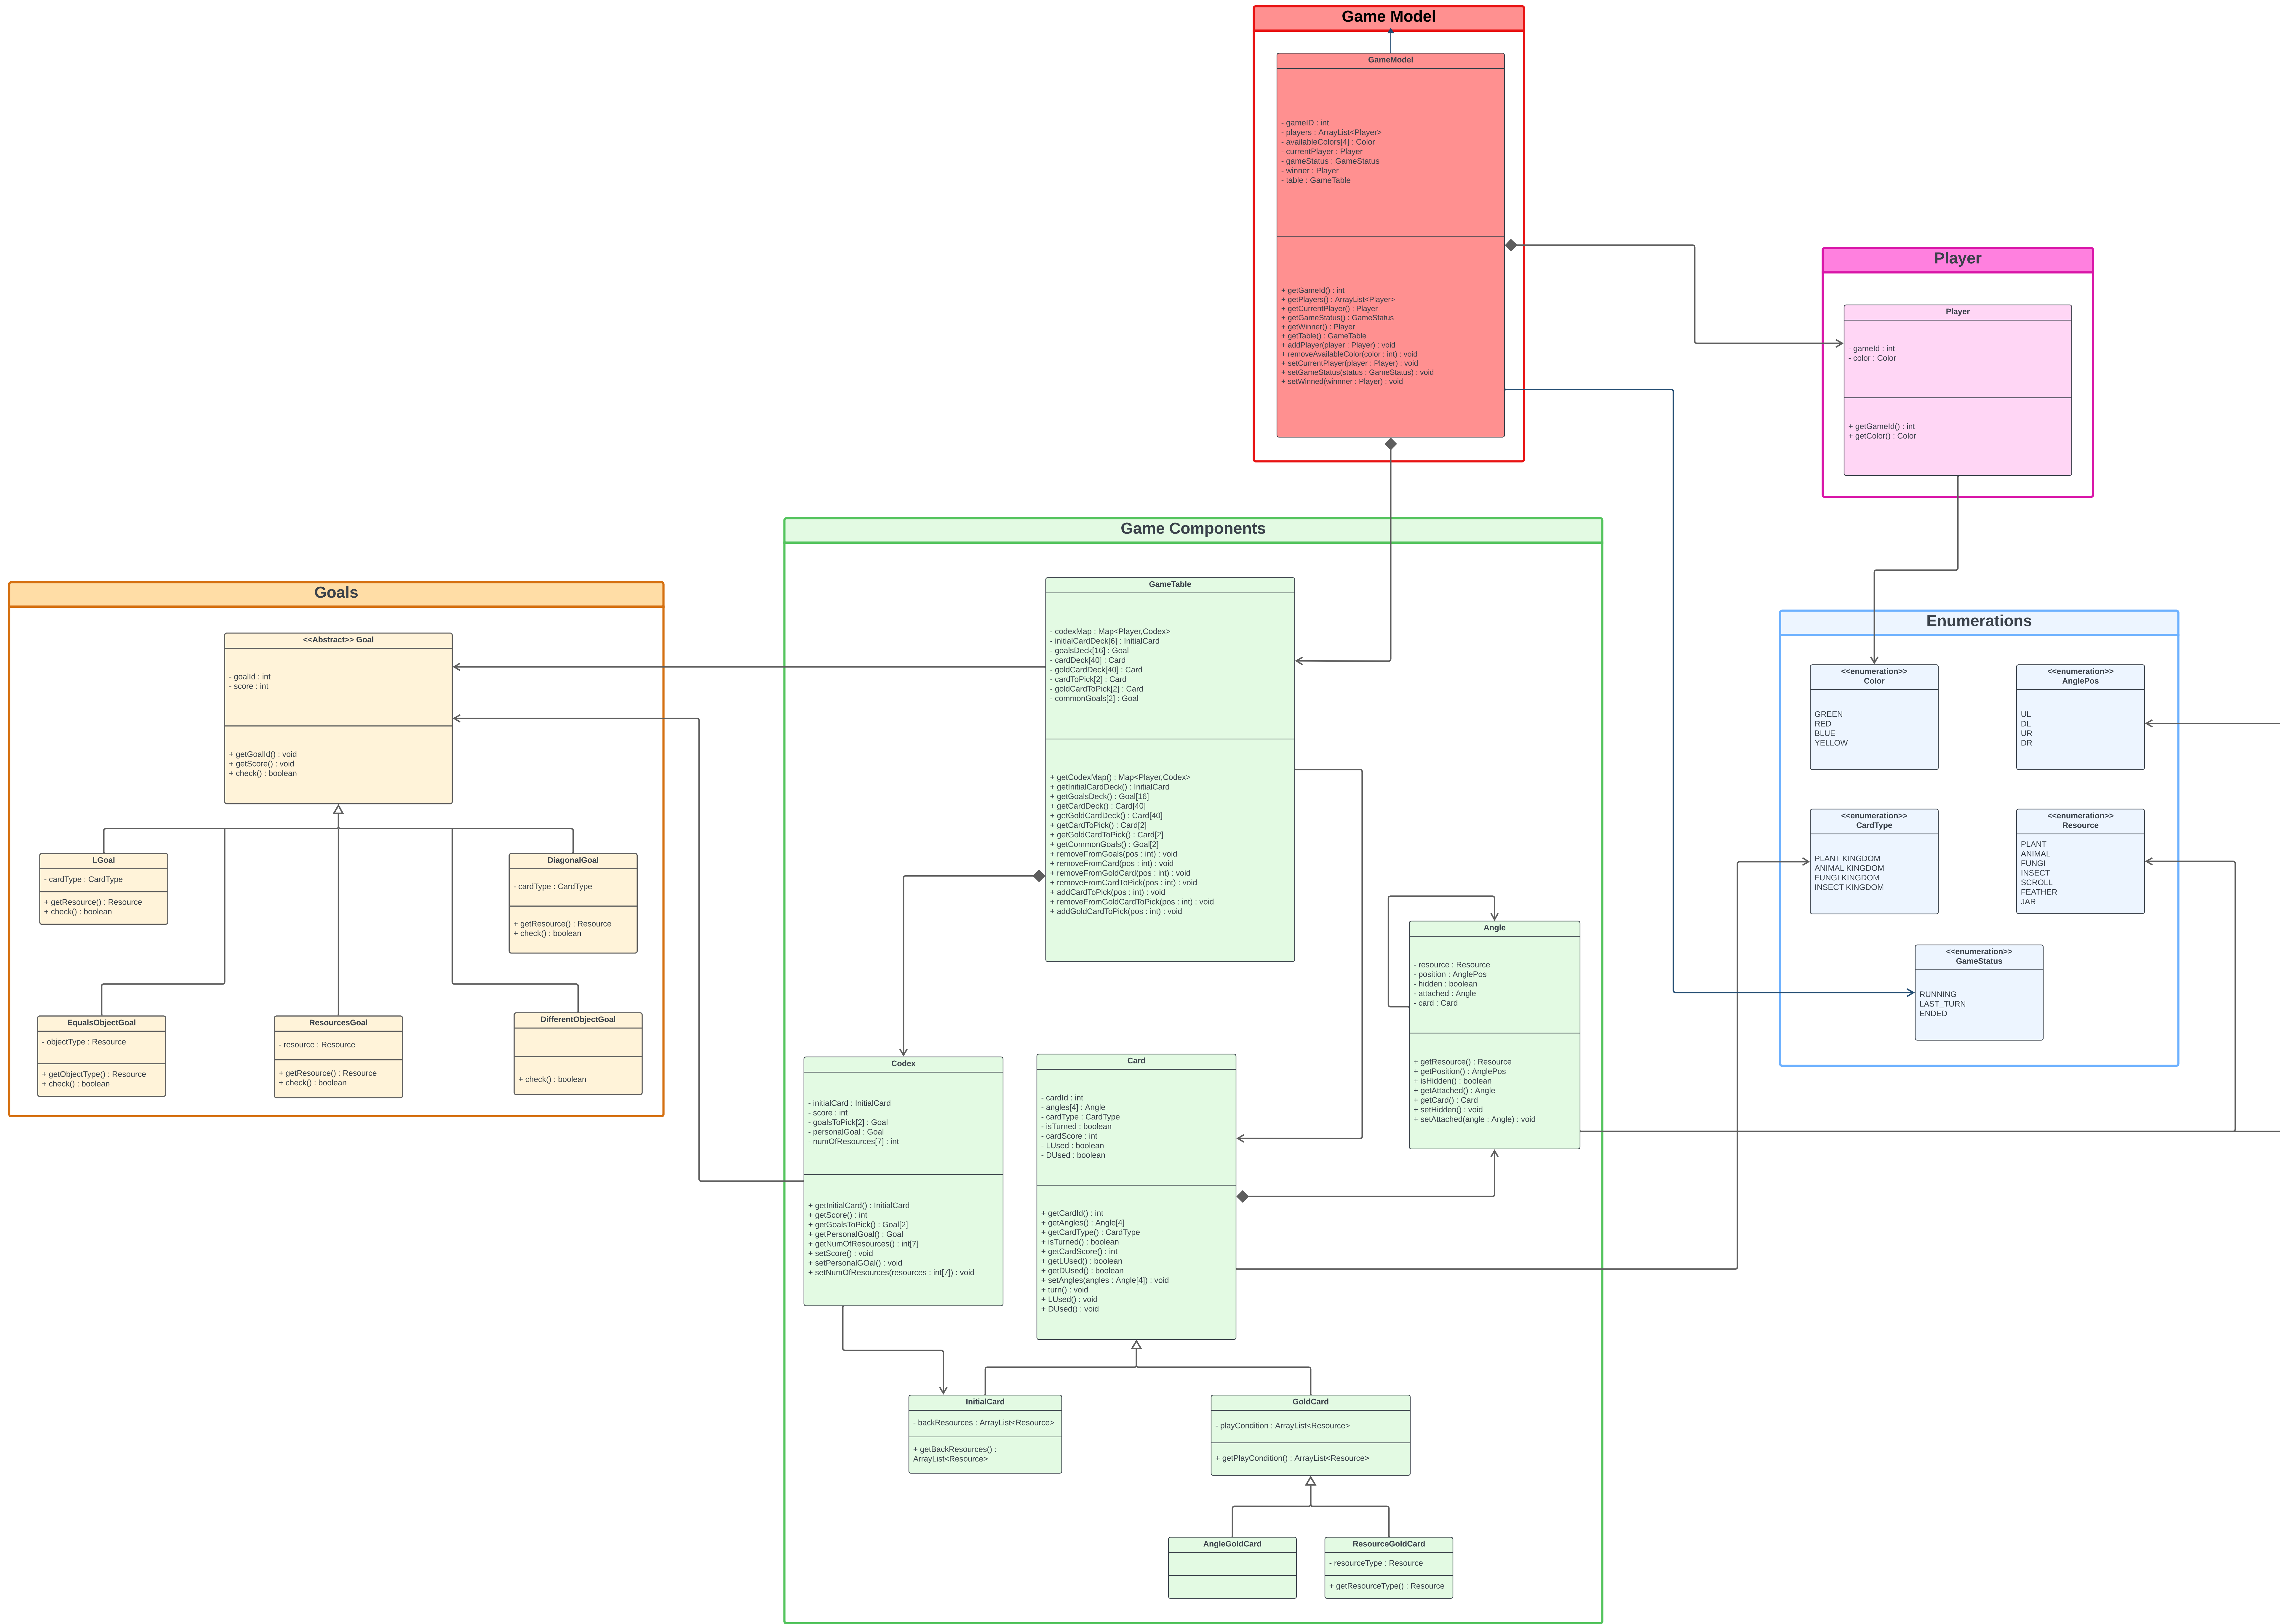 Game Model
GameModel
- gameID : int
- players : ArrayList<Player>
- availableColors[4] : Color
- currentPlayer : Player
- gameStatus : GameStatus
- winner : Player
- table : GameTable
+ getGameId() : int
+ getPlayers() : ArrayList<Player>
+ getCurrentPlayer() : Player
+ getGameStatus() : GameStatus
+ getWinner() : Player
+ getTable() : GameTable
+ addPlayer(player : Player) : void
+ removeAvailableColor(color : int) : void
+ setCurrentPlayer(player : Player) : void
+ setGameStatus(status : GameStatus) : void
+ setWinned(winnner : Player) : void
Player
Player
- gameId : int
- color : Color
+ getGameId() : int
+ getColor() : Color
Goals
<<Abstract>> Goal
- goalId : int
- score : int
+ getGoalId() : void
+ getScore() : void
+ check() : boolean
LGoal
- cardType : CardType
+ getResource() : Resource
+ check() : boolean
DiagonalGoal
- cardType : CardType
+ getResource() : Resource
+ check() : boolean
EqualsObjectGoal
- objectType : Resource
+ getObjectType() : Resource
+ check() : boolean
ResourcesGoal
- resource : Resource
+ getResource() : Resource
+ check() : boolean
DifferentObjectGoal
+ check() : boolean
Game Components
GameTable
- codexMap : Map<Player,Codex>
- initialCardDeck[6] : InitialCard
- goalsDeck[16] : Goal
- cardDeck[40] : Card
- goldCardDeck[40] : Card
- cardToPick[2] : Card
- goldCardToPick[2] : Card
- commonGoals[2] : Goal
+ getCodexMap() : Map<Player,Codex>
+ getInitialCardDeck() : InitialCard
+ getGoalsDeck() : Goal[16]
+ getCardDeck() : Card[40]
+ getGoldCardDeck() : Card[40]
+ getCardToPick() : Card[2]
+ getGoldCardToPick() : Card[2]
+ getCommonGoals() : Goal[2]
+ removeFromGoals(pos : int) : void
+ removeFromCard(pos : int) : void
+ removeFromGoldCard(pos : int) : void
+ removeFromCardToPick(pos : int) : void
+ addCardToPick(pos : int) : void
+ removeFromGoldCardToPick(pos : int) : void
+ addGoldCardToPick(pos : int) : void
Angle
- resource : Resource
- position : AnglePos
- hidden : boolean
- attached : Angle
- card : Card
+ getResource() : Resource
+ getPosition() : AnglePos
+ isHidden() : boolean
+ getAttached() : Angle
+ getCard() : Card
+ setHidden() : void
+ setAttached(angle : Angle) : void
Codex
- initialCard : InitialCard
- score : int
- goalsToPick[2] : Goal
- personalGoal : Goal
- numOfResources[7] : int
+ getInitialCard() : InitialCard
+ getScore() : int
+ getGoalsToPick() : Goal[2]
+ getPersonalGoal() : Goal
+ getNumOfResources() : int[7]
+ setScore() : void
+ setPersonalGOal() : void
+ setNumOfResources(resources : int[7]) : void
Card
- cardId : int
- angles[4] : Angle
- cardType : CardType
- isTurned : boolean
- cardScore : int
- LUsed : boolean
- DUsed : boolean
+ getCardId() : int
+ getAngles() : Angle[4]
+ getCardType() : CardType
+ isTurned() : boolean
+ getCardScore() : int
+ getLUsed() : boolean
+ getDUsed() : boolean
+ setAngles(angles : Angle[4]) : void
+ turn() : void
+ LUsed() : void
+ DUsed() : void
InitialCard
- backResources : ArrayList<Resource>
+ getBackResources() :
ArrayList<Resource>
GoldCard
- playCondition : ArrayList<Resource>
+ getPlayCondition() : ArrayList<Resource>
AngleGoldCard
ResourceGoldCard
- resourceType : Resource
+ getResourceType() : Resource
Enumerations
<<enumeration>>
Color
GREEN
RED
BLUE
YELLOW
<<enumeration>>
AnglePos
UL
DL
UR
DR
<<enumeration>>
CardType
PLANT KINGDOM
ANIMAL KINGDOM
FUNGI KINGDOM
INSECT KINGDOM
<<enumeration>>
Resource
PLANT
ANIMAL
FUNGI
INSECT
SCROLL
FEATHER
JAR
<<enumeration>>
GameStatus
RUNNING
LAST_TURN
ENDED